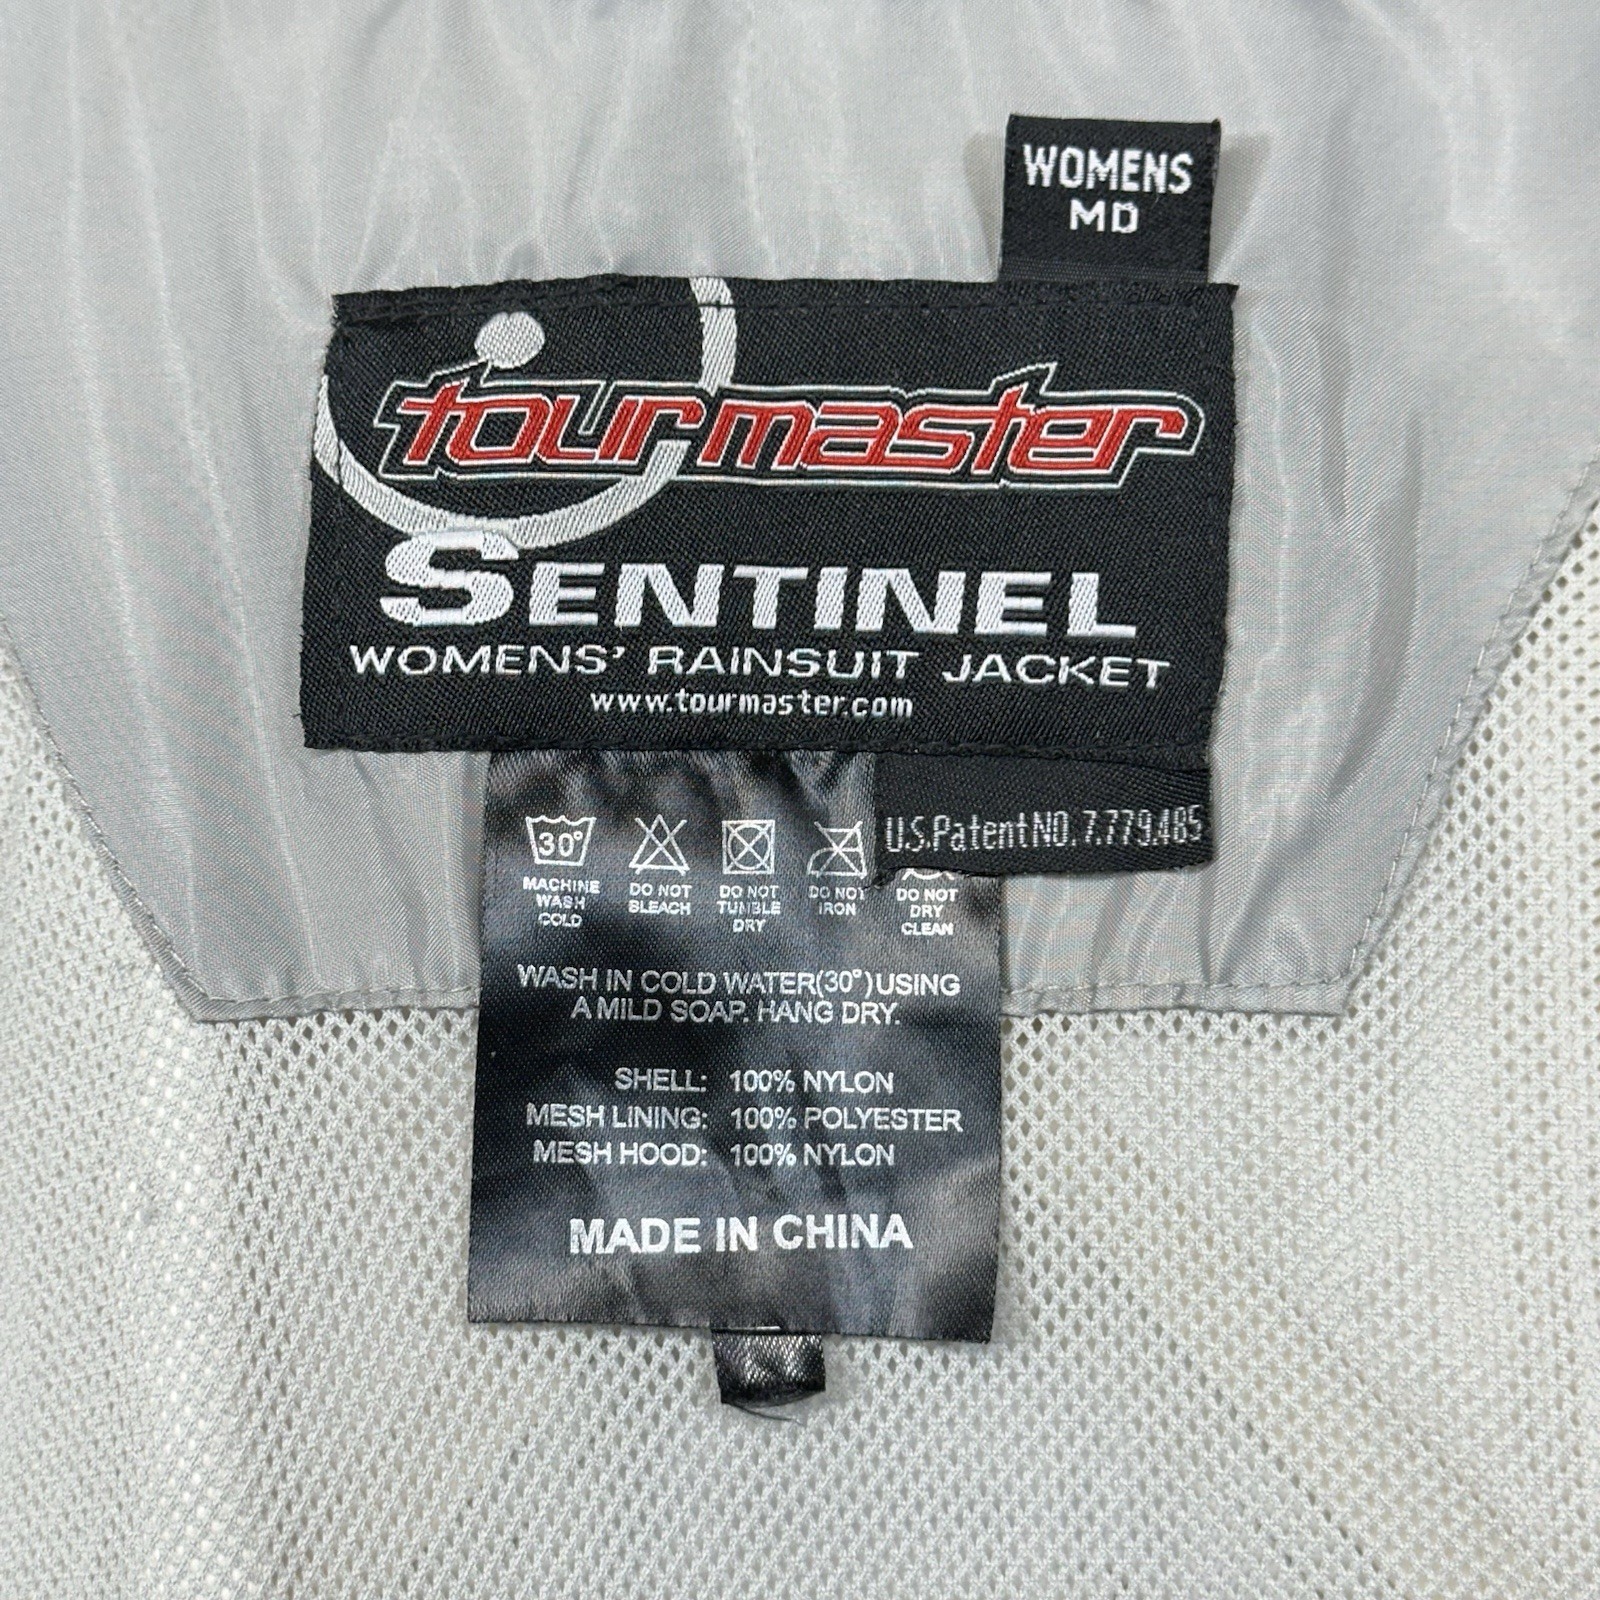 WOMENS
MD
tourmaster
SENTINEL
WOMENS' RAINSUIT JACKET
www.tourmaster.com
U.S.Patent NO. 7.779.485
30°
MACHINE
WASH
COLD
DO NOT
BLEACH
DO NOT
TUMBLE
DRY
DO NOT
IRON
DO NOT
DRY
CLEAN
WASH IN COLD WATER(30°)USING
A MILD SOAP. HANG DRY.
SHELL: 100% NYLON
MESH LINING: 100% POLYESTER
MESH HOOD: 100% NYLON
MADE IN CHINA